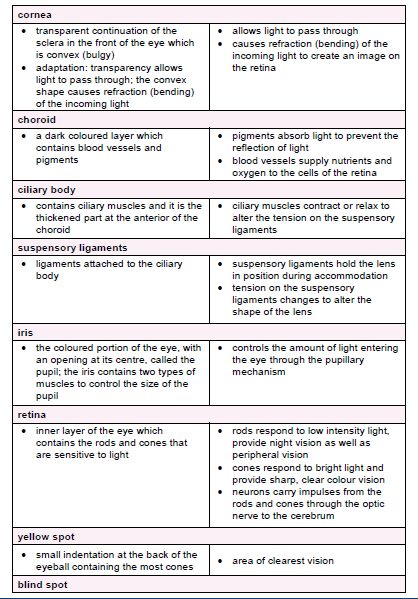 cornea
• transparent continuation of the
sclera in the front of the eye which
is convex (bulgy)
• adaptation: transparency allows
light to pass through; the convex
shape causes refraction (bending)
of the incoming light
• allows light to pass through
• causes refraction (bending) of the
incoming light to create an image on
the retina
choroid
• a dark coloured layer which
contains blood vessels and
pigments
• pigments absorb light to prevent the
reflection of light
• blood vessels supply nutrients and
oxygen to the cells of the retina
ciliary body
• contains ciliary muscles and it is the
thickened part at the anterior of the
choroid
• ciliary muscles contract or relax to
alter the tension on the suspensory
ligaments
suspensory ligaments
• ligaments attached to the ciliary
body
• suspensory ligaments hold the lens
in position during accommodation
• tension on the suspensory
ligaments changes to alter the
shape of the lens
iris
• the coloured portion of the eye, with
an opening at its centre, called the
pupil; the iris contains two types of
muscles to control the size of the
pupil
• controls the amount of light entering
the eye through the pupillary
mechanism
retina
• inner layer of the eye which
contains the rods and cones that
are sensitive to light
• rods respond to low intensity light,
provide night vision as well as
peripheral vision
• cones respond to bright light and
provide sharp, clear colour vision
• neurons carry impulses from the
rods and cones through the optic
nerve to the cerebrum
yellow spot
• small indentation at the back of the
eyeball containing the most cones
• area of clearest vision
blind spot